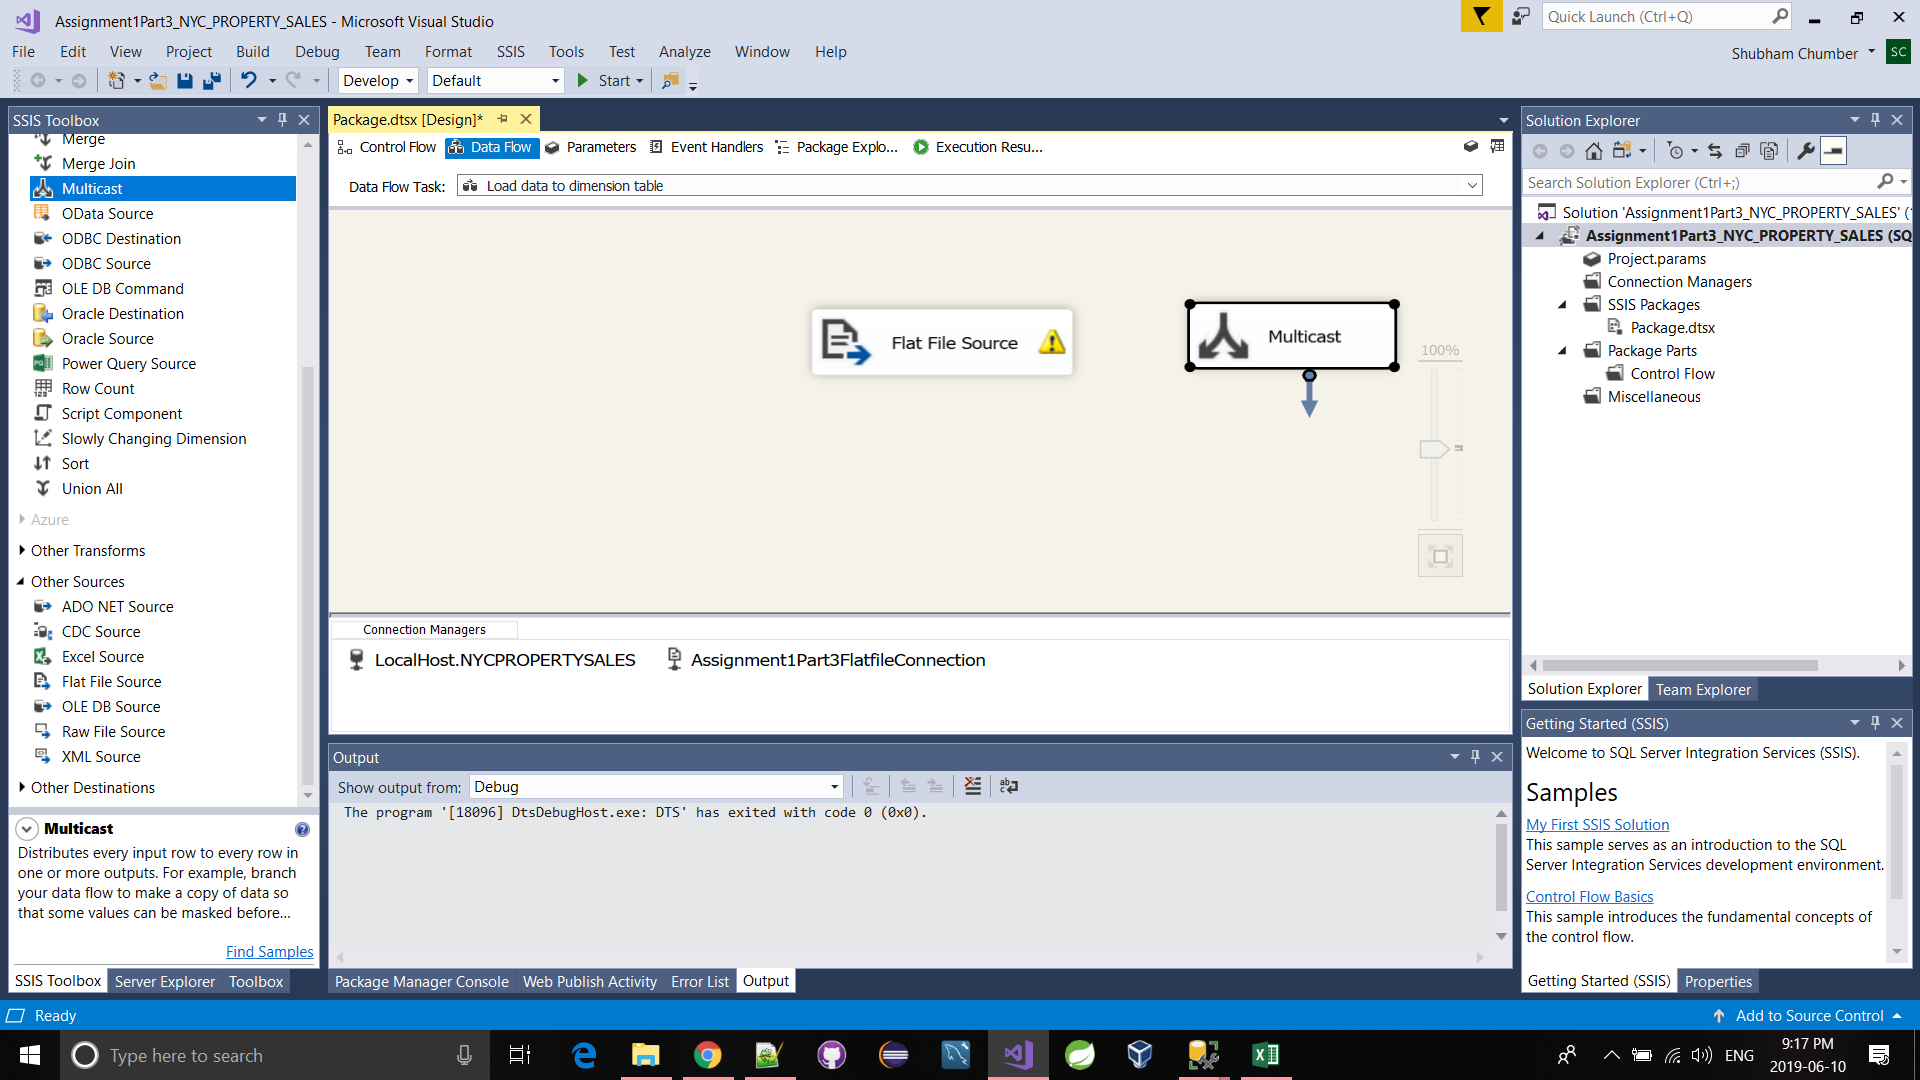 Assignment1Part3_NYC_PROPERTY_SALES - Microsoft Visual Studio
Quick Launch (Ctrl+Q)
File Edit View Project Build Debug Team Format SSIS Tools Test Analyze Window Help
Shubham Chumber SC
Develop Default Start
SSIS Toolbox
Merge
Merge Join
Multicast
OData Source
ODBC Destination
ODBC Source
OLE DB Command
Oracle Destination
Oracle Source
Power Query Source
Row Count
Script Component
Slowly Changing Dimension
Sort
Union All
Azure
Other Transforms
Other Sources
ADO NET Source
CDC Source
Excel Source
Flat File Source
OLE DB Source
Raw File Source
XML Source
Other Destinations
Multicast
Distributes every input row to every row in
one or more outputs. For example, branch
your data flow to make a copy of data so
that some values can be masked before...
Find Samples
SSIS Toolbox Server Explorer Toolbox
Package.dtsx [Design]*
Control Flow Data Flow Parameters Event Handlers Package Explo... Execution Resu...
Data Flow Task: Load data to dimension table
Flat File Source
Multicast
100%
Connection Managers
LocalHost.NYCPROPERTYSALES Assignment1Part3FlatfileConnection
Output
Show output from: Debug
The program '[18096] DtsDebugHost.exe: DTS' has exited with code 0 (0x0).
Package Manager Console Web Publish Activity Error List Output
Solution Explorer
Search Solution Explorer (Ctrl+;)
Solution 'Assignment1Part3_NYC_PROPERTY_SALES' (
Assignment1Part3_NYC_PROPERTY_SALES (SQ
Project.params
Connection Managers
SSIS Packages
Package.dtsx
Package Parts
Control Flow
Miscellaneous
Solution Explorer Team Explorer
Getting Started (SSIS)
Welcome to SQL Server Integration Services (SSIS).
Samples
My First SSIS Solution
This sample serves as an introduction to the SQL
Server Integration Services development environment.
Control Flow Basics
This sample introduces the fundamental concepts of
the control flow.
Getting Started (SSIS) Properties
Ready
Add to Source Control
Type here to search
ENG
9:17 PM
2019-06-10